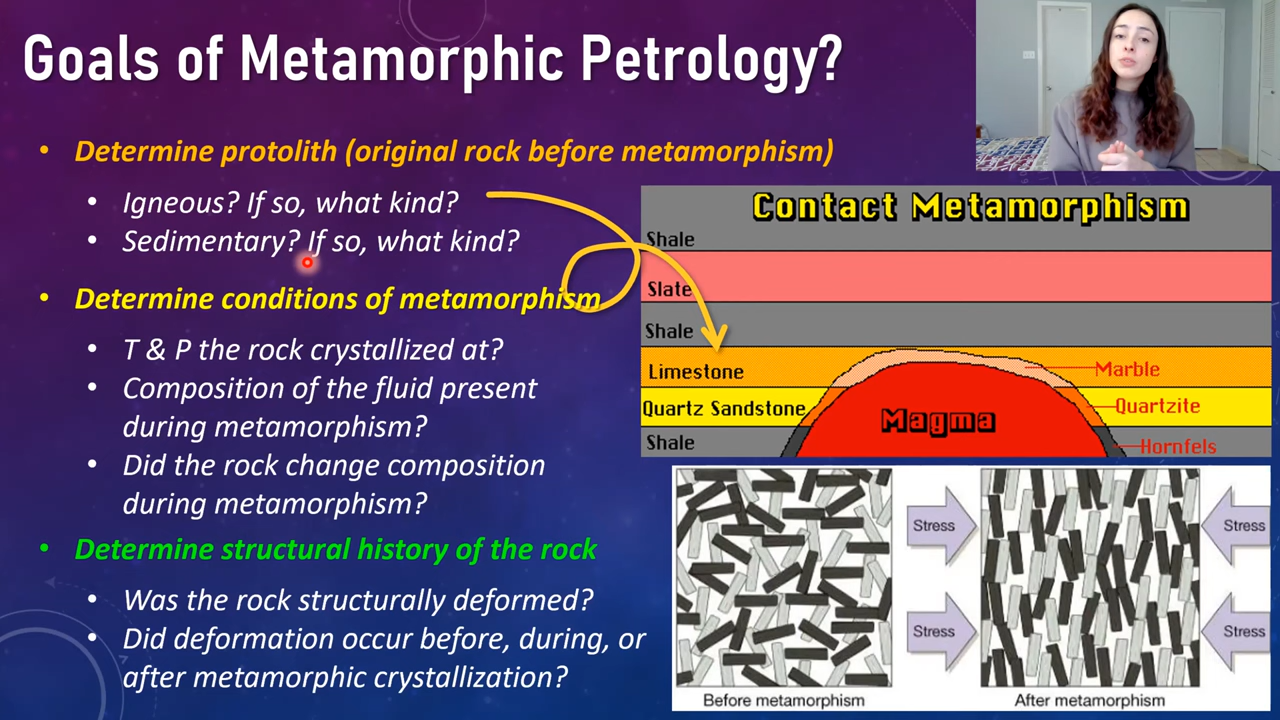 Goals of Metamorphic Petrology?
• Determine protolith (original rock before metamorphism)
• Igneous? If so, what kind?
• Sedimentary? If so, what kind?
• Determine conditions of metamorphism
• T & P the rock crystallized at?
• Composition of the fluid present
during metamorphism?
• Did the rock change composition
during metamorphism?
• Determine structural history of the rock
• Was the rock structurally deformed?
• Did deformation occur before, during, or
after metamorphic crystallization?
Contact Metamorphism
Shale
Slate
Shale
Limestone
Marble
Quartz Sandstone
Quartzite
Magma
Shale
Hornfels
Stress
Stress
Stress
Stress
Before metamorphism
After metamorphism